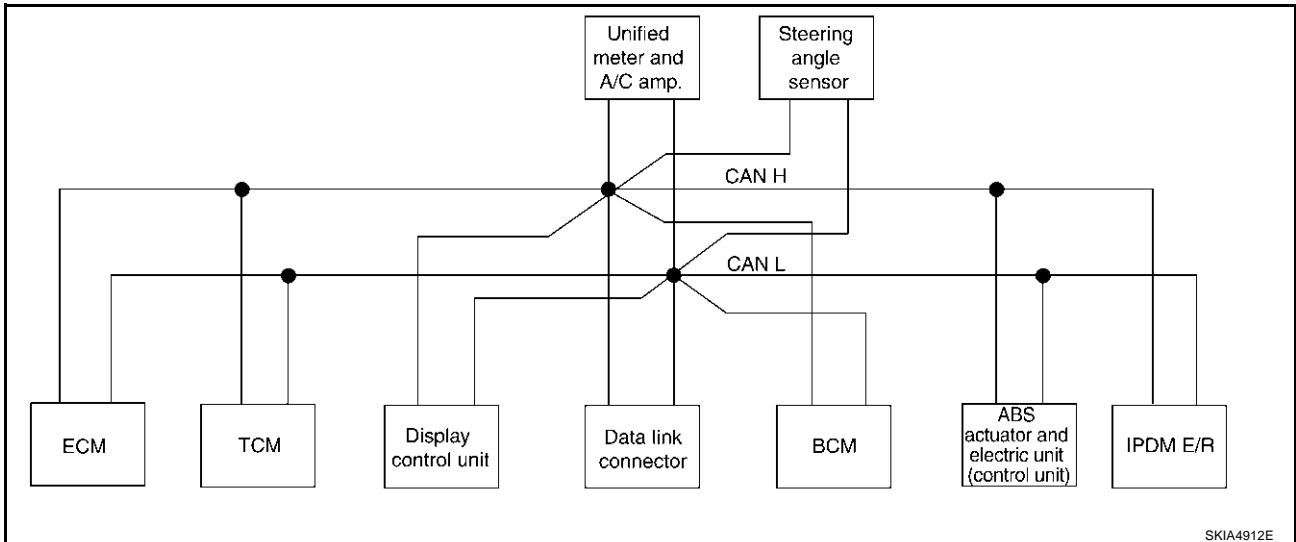 Unified
meter and
A/C amp.
Steering
angle
sensor
CAN H
CAN L
ECM
TCM
Display
control unit
Data link
connector
BCM
ABS
actuator and
electric unit
(control unit)
IPDM E/R
SKIA4912E